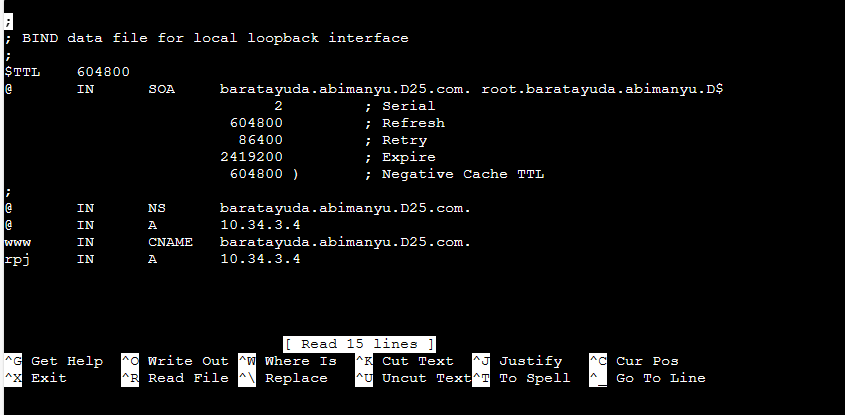 ;
; BIND data file for local loopback interface
;
$TTL    604800
@       IN      SOA     baratayuda.abimanyu.D25.com. root.baratayuda.abimanyu.D$
                              2         ; Serial
                         604800         ; Refresh
                          86400         ; Retry
                        2419200         ; Expire
                         604800 )       ; Negative Cache TTL
;
@       IN      NS      baratayuda.abimanyu.D25.com.
@       IN      A       10.34.3.4
www     IN      CNAME   baratayuda.abimanyu.D25.com.
rpj     IN      A       10.34.3.4
[ Read 15 lines ]
^G Get Help  ^O Write Out ^W Where Is  ^K Cut Text  ^J Justify   ^C Cur Pos
^X Exit      ^R Read File ^\ Replace   ^U Uncut Text^T To Spell  ^_ Go To Line